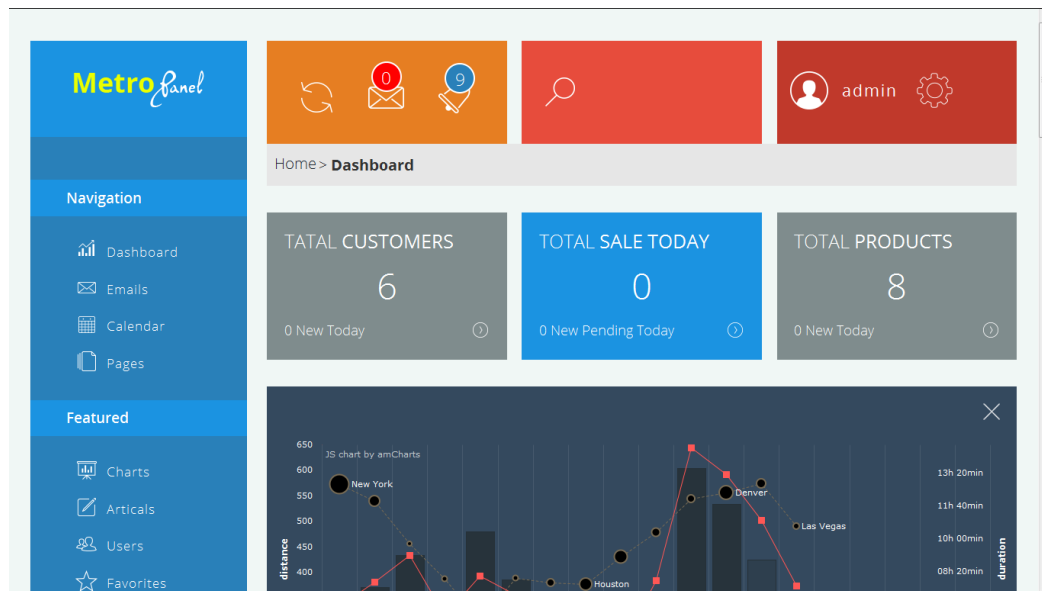 Metro Panel
0
9
admin
Home > Dashboard
Navigation
Dashboard
Emails
Calendar
Pages
Featured
Charts
Articals
Users
Favorites
TATAL CUSTOMERS
6
0 New Today
TOTAL SALE TODAY
0
0 New Pending Today
TOTAL PRODUCTS
8
0 New Today
JS chart by amCharts
650
600
550
500
450
400
distance
New York
Houston
Denver
Las Vegas
13h 20min
11h 40min
10h 00min
08h 20min
duration